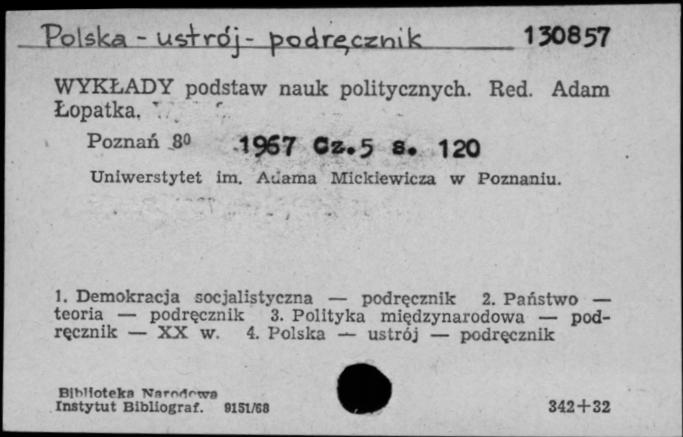 Polska - ustrój - podręcznik 130857
WYKŁADY podstaw nauk politycznych. Red. Adam
Łopatka.
Poznań 8º 1967 Cz. 5 s. 120
Uniwerstytet im. Adama Mickiewicza w Poznaniu.
1. Demokracja socjalistyczna — podręcznik 2. Państwo —
teoria — podręcznik 3. Polityka międzynarodowa — pod-
ręcznik — XX w. 4. Polska — ustrój — podręcznik
Biblioteka Narodowa
Instytut Bibliograf. 9151/68 342+32